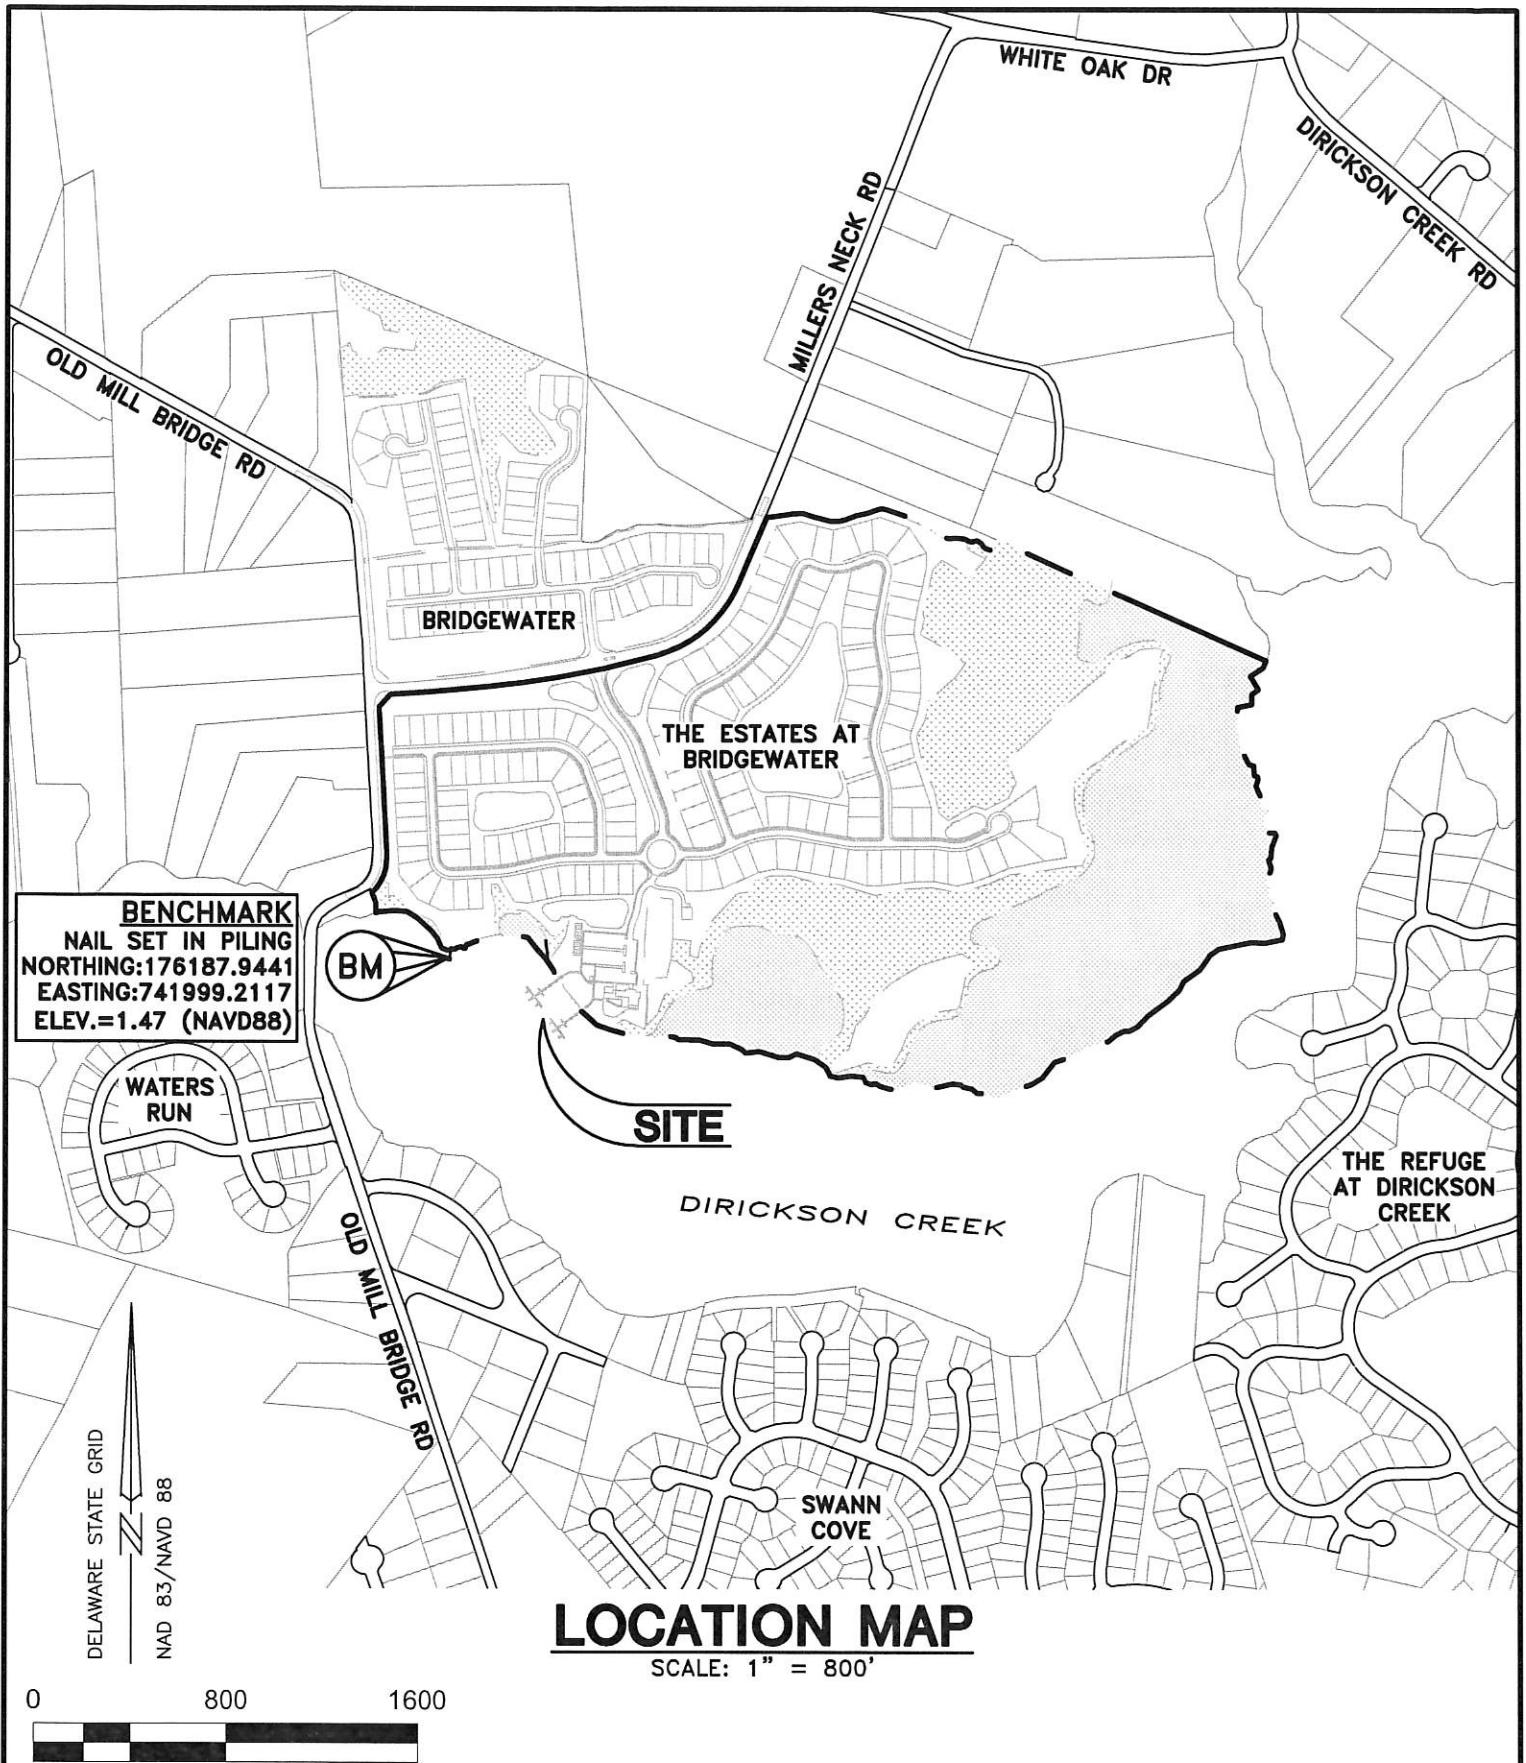 WHITE OAK DR
DIRICKSON CREEK RD
MILLERS NECK RD
OLD MILL BRIDGE RD
BRIDGEWATER
THE ESTATES AT
BRIDGEWATER
BENCHMARK
NAIL SET IN PILING
NORTHING:176187.9441
EASTING:741999.2117
ELEV.=1.47 (NAVD88)
BM
WATERS
RUN
SITE
THE REFUGE
AT DIRICKSON
CREEK
DIRICKSON CREEK
OLD MILL BRIDGE RD
SWANN
COVE
DELAWARE STATE GRID
N
NAD 83/NAVD 88
LOCATION MAP
SCALE: 1" = 800'
0 800 1600